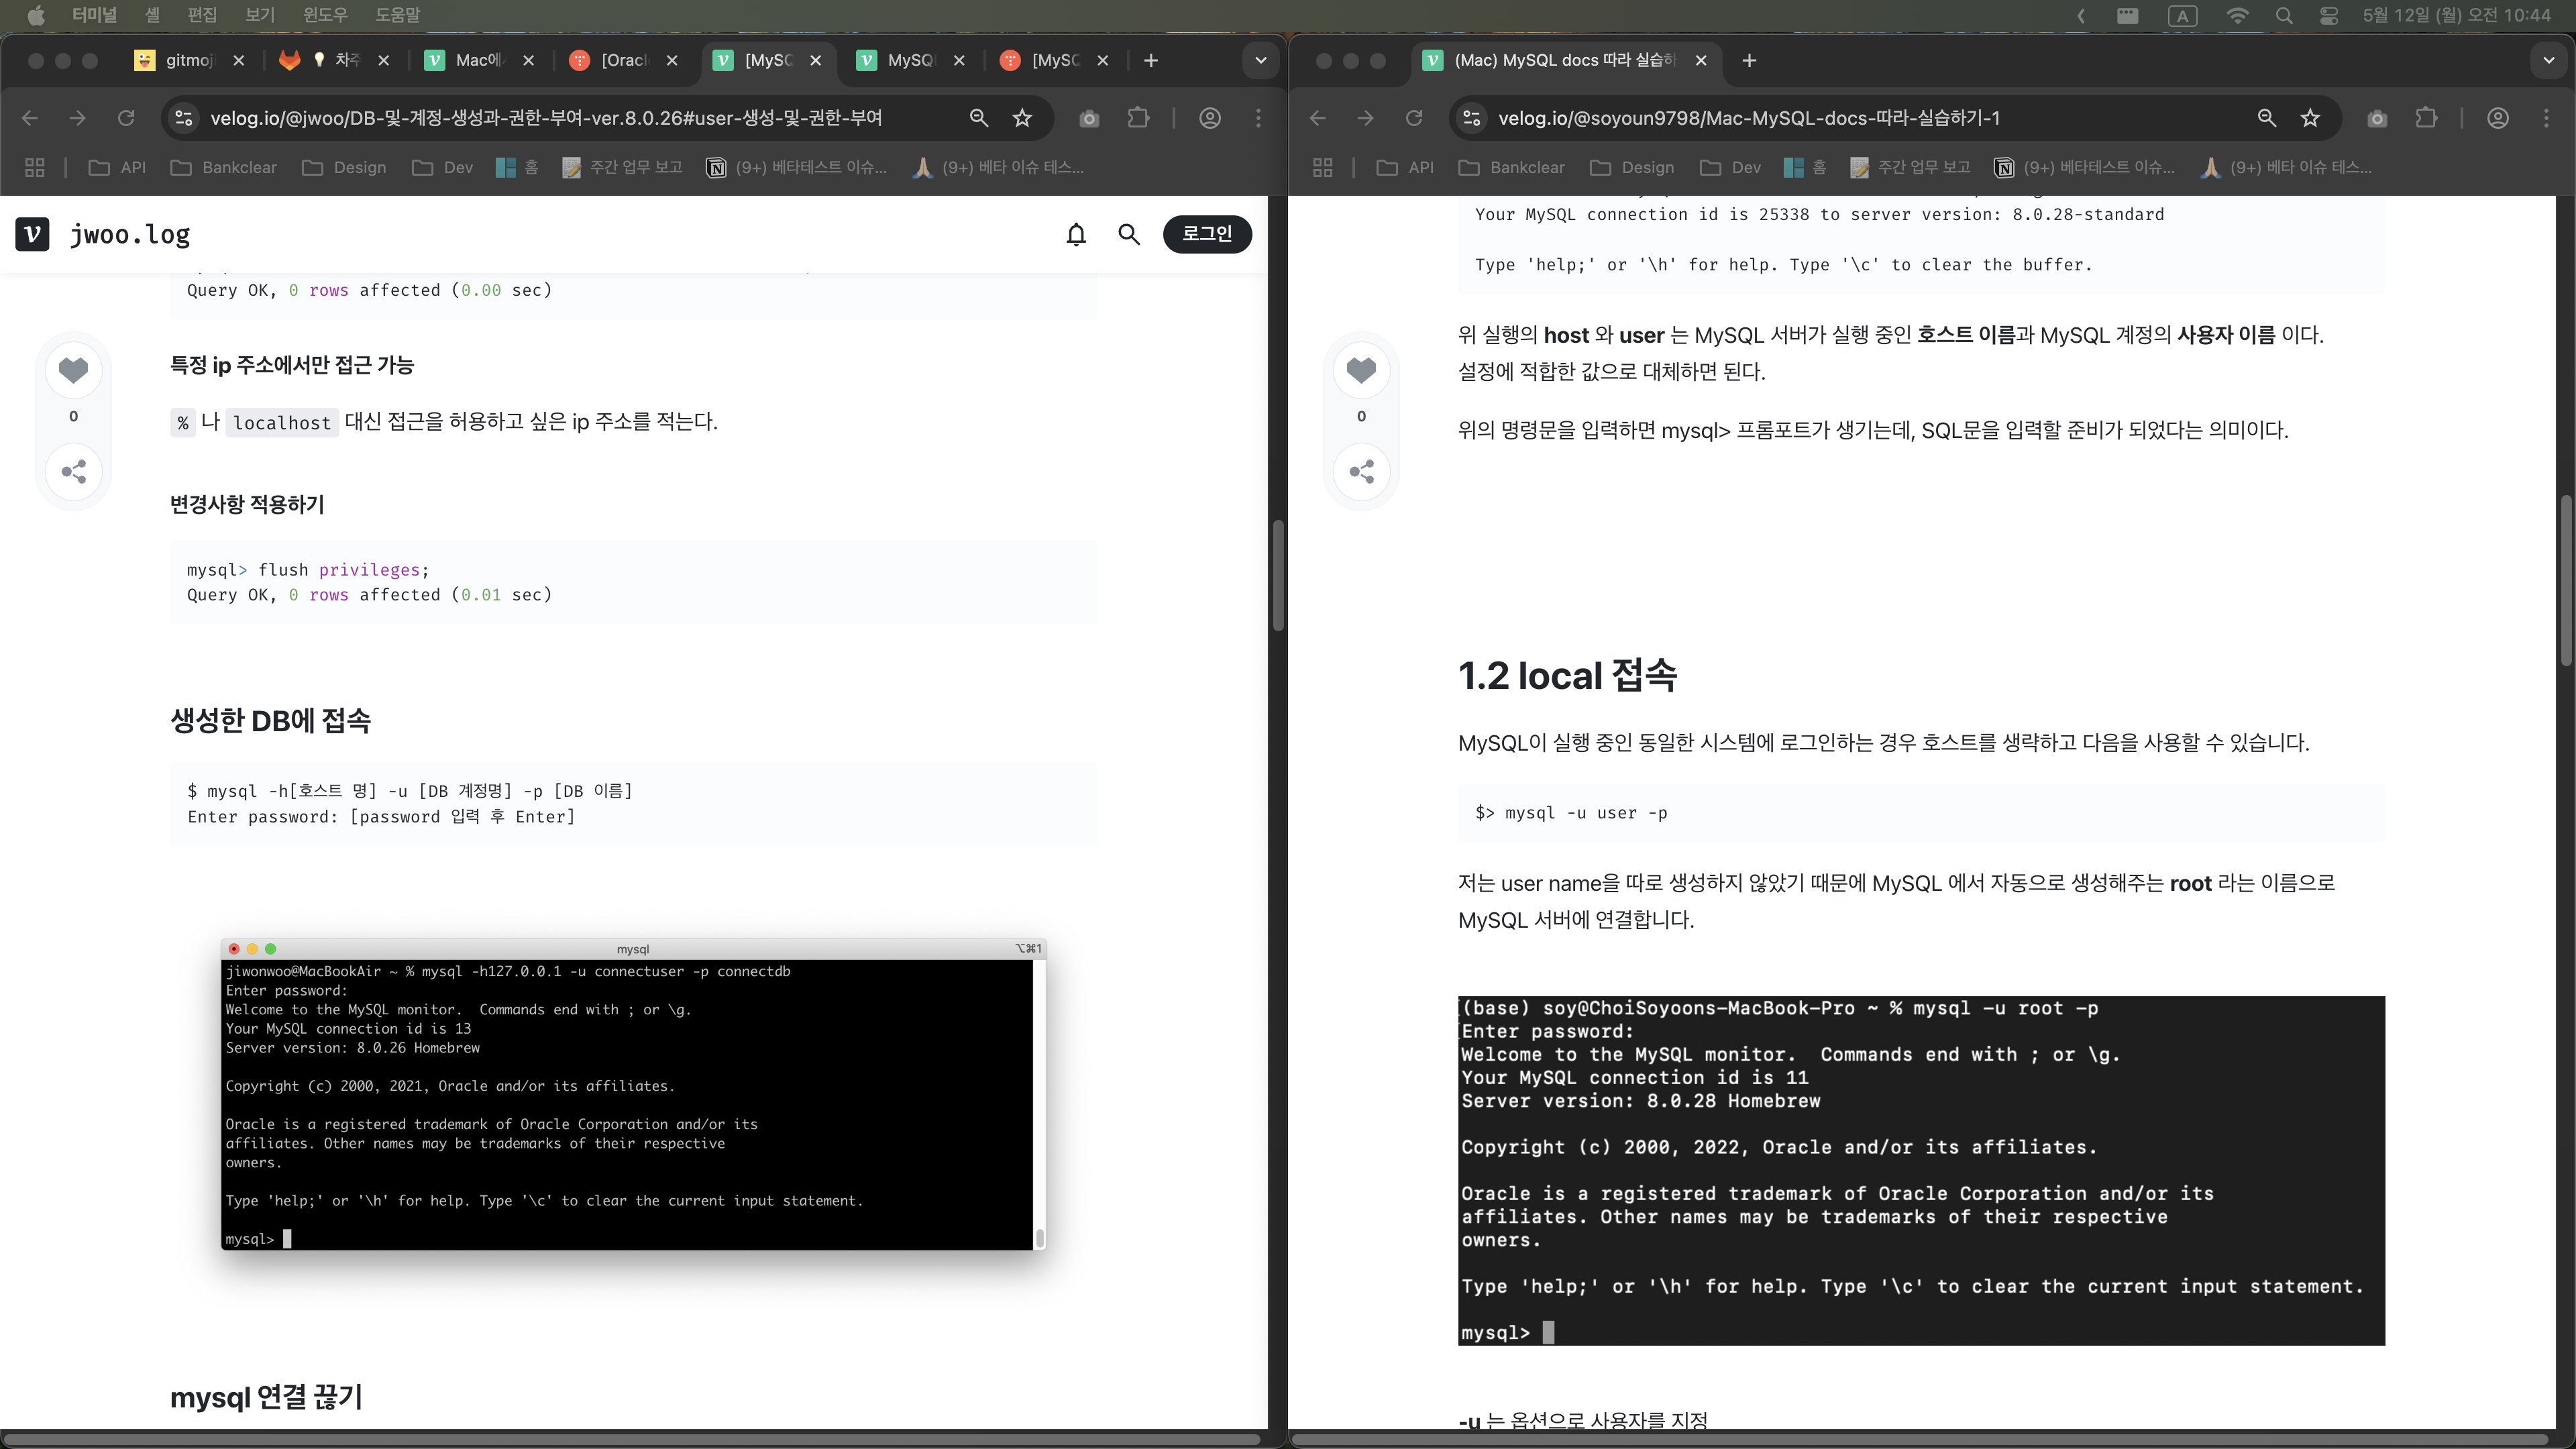 터미널 셸 편집 보기 윈도우 도움말
A 5월 12일 (월) 오전 10:44
gitmoji 차주 Mac에 [Oracl [MySQ MySQ [MySQ
velog.io/@jwoo/DB-및-계정-생성과-권한-부여-ver.8.0.26#user-생성-및-권한-부여
API Bankclear Design Dev 홈 주간 업무 보고 (9+) 베타테스트 이슈... (9+) 베타 이슈 테스...
jwoo.log
로그인
Query OK, 0 rows affected (0.00 sec)
특정 ip 주소에서만 접근 가능
0
% 나 localhost 대신 접근을 허용하고 싶은 ip 주소를 적는다.
변경사항 적용하기
mysql> flush privileges;
Query OK, 0 rows affected (0.01 sec)
생성한 DB에 접속
$ mysql -h[호스트 명] -u [DB 계정명] -p [DB 이름]
Enter password: [password 입력 후 Enter]
mysql
⌥⌘1
jiwonwoo@MacBookAir ~ % mysql -h127.0.0.1 -u connectuser -p connectdb
Enter password:
Welcome to the MySQL monitor.  Commands end with ; or \g.
Your MySQL connection id is 13
Server version: 8.0.26 Homebrew
Copyright (c) 2000, 2021, Oracle and/or its affiliates.
Oracle is a registered trademark of Oracle Corporation and/or its
affiliates. Other names may be trademarks of their respective
owners.
Type 'help;' or '\h' for help. Type '\c' to clear the current input statement.
mysql>
mysql 연결 끊기
(Mac) MySQL docs 따라 실습하
velog.io/@soyoun9798/Mac-MySQL-docs-따라-실습하기-1
API Bankclear Design Dev 홈 주간 업무 보고 (9+) 베타테스트 이슈... (9+) 베타 이슈 테스...
Your MySQL connection id is 25338 to server version: 8.0.28-standard
Type 'help;' or '\h' for help. Type '\c' to clear the buffer.
위 실행의 host 와 user 는 MySQL 서버가 실행 중인 호스트 이름과 MySQL 계정의 사용자 이름 이다.
설정에 적합한 값으로 대체하면 된다.
0
위의 명령문을 입력하면 mysql> 프롬포트가 생기는데, SQL문을 입력할 준비가 되었다는 의미이다.
1.2 local 접속
MySQL이 실행 중인 동일한 시스템에 로그인하는 경우 호스트를 생략하고 다음을 사용할 수 있습니다.
$> mysql -u user -p
저는 user name을 따로 생성하지 않았기 때문에 MySQL 에서 자동으로 생성해주는 root 라는 이름으로
MySQL 서버에 연결합니다.
(base) soy@ChoiSoyoons-MacBook-Pro ~ % mysql -u root -p
Enter password:
Welcome to the MySQL monitor.  Commands end with ; or \g.
Your MySQL connection id is 11
Server version: 8.0.28 Homebrew
Copyright (c) 2000, 2022, Oracle and/or its affiliates.
Oracle is a registered trademark of Oracle Corporation and/or its
affiliates. Other names may be trademarks of their respective
owners.
Type 'help;' or '\h' for help. Type '\c' to clear the current input statement.
mysql>
-u 는 옵션으로 사용자를 지정